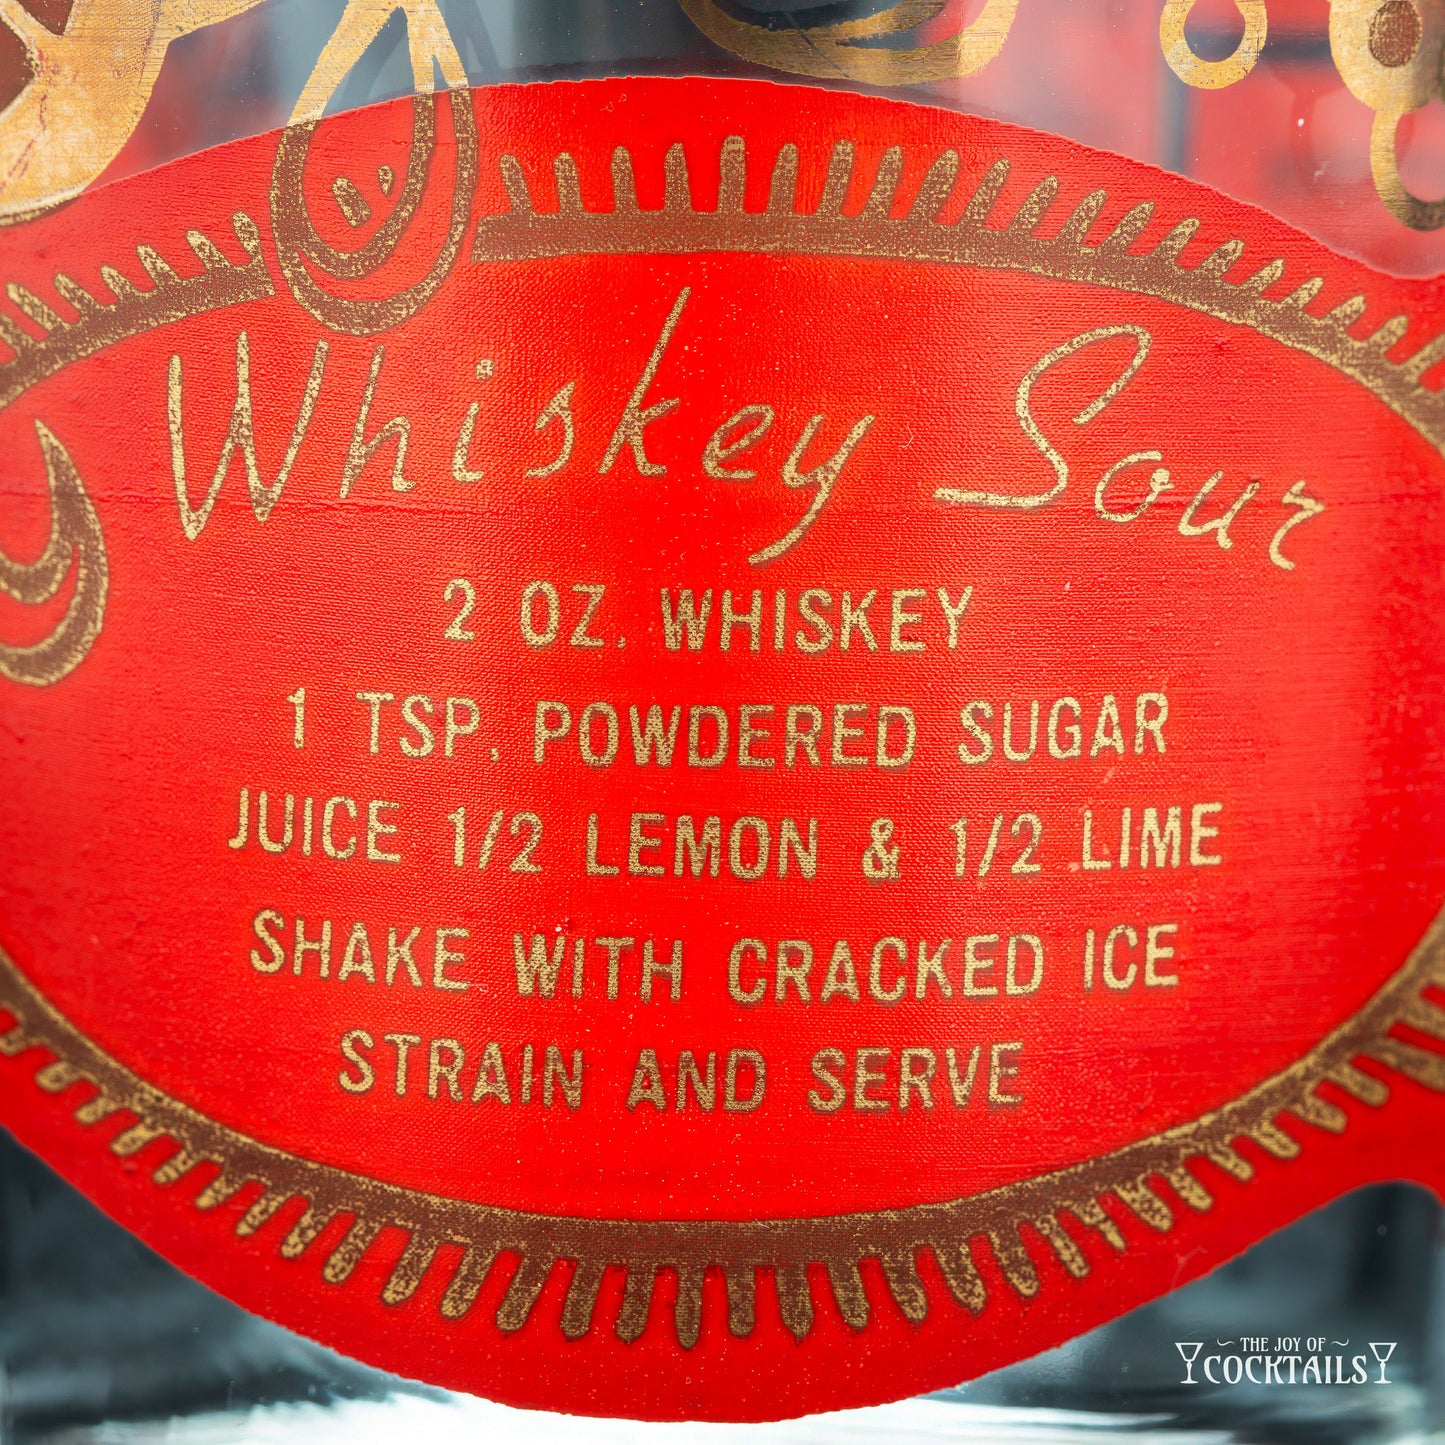 Whiskey Sour
2 OZ. WHISKEY
1 TSP. POWDERED SUGAR
JUICE 1/2 LEMON & 1/2 LIME
SHAKE WITH CRACKED ICE
STRAIN AND SERVE
THE JOY OF
COCKTAILS